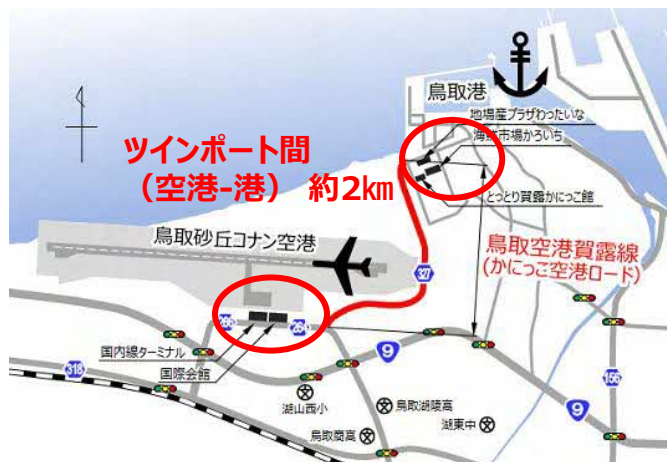 鳥取港
地場産プラザわったいな
海鮮市場かろいち
ツインポート間
(空港-港) 約2㎞
とっとり賀露かにっこ館
鳥取砂丘コナン空港
鳥取空港賀露線
(かにっこ空港ロード)
327
264
国内線ターミナル
国際会館
9
318
156
湖山西小
鳥取湖陵高
9
鳥取商高
湖東中